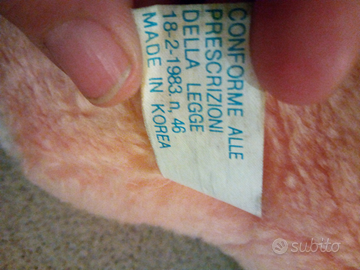 CONFORME ALLE
PRESCRIZIONI
DELLA LEGGE
18-2-1983. n, 46
MADE IN KOREA
subito